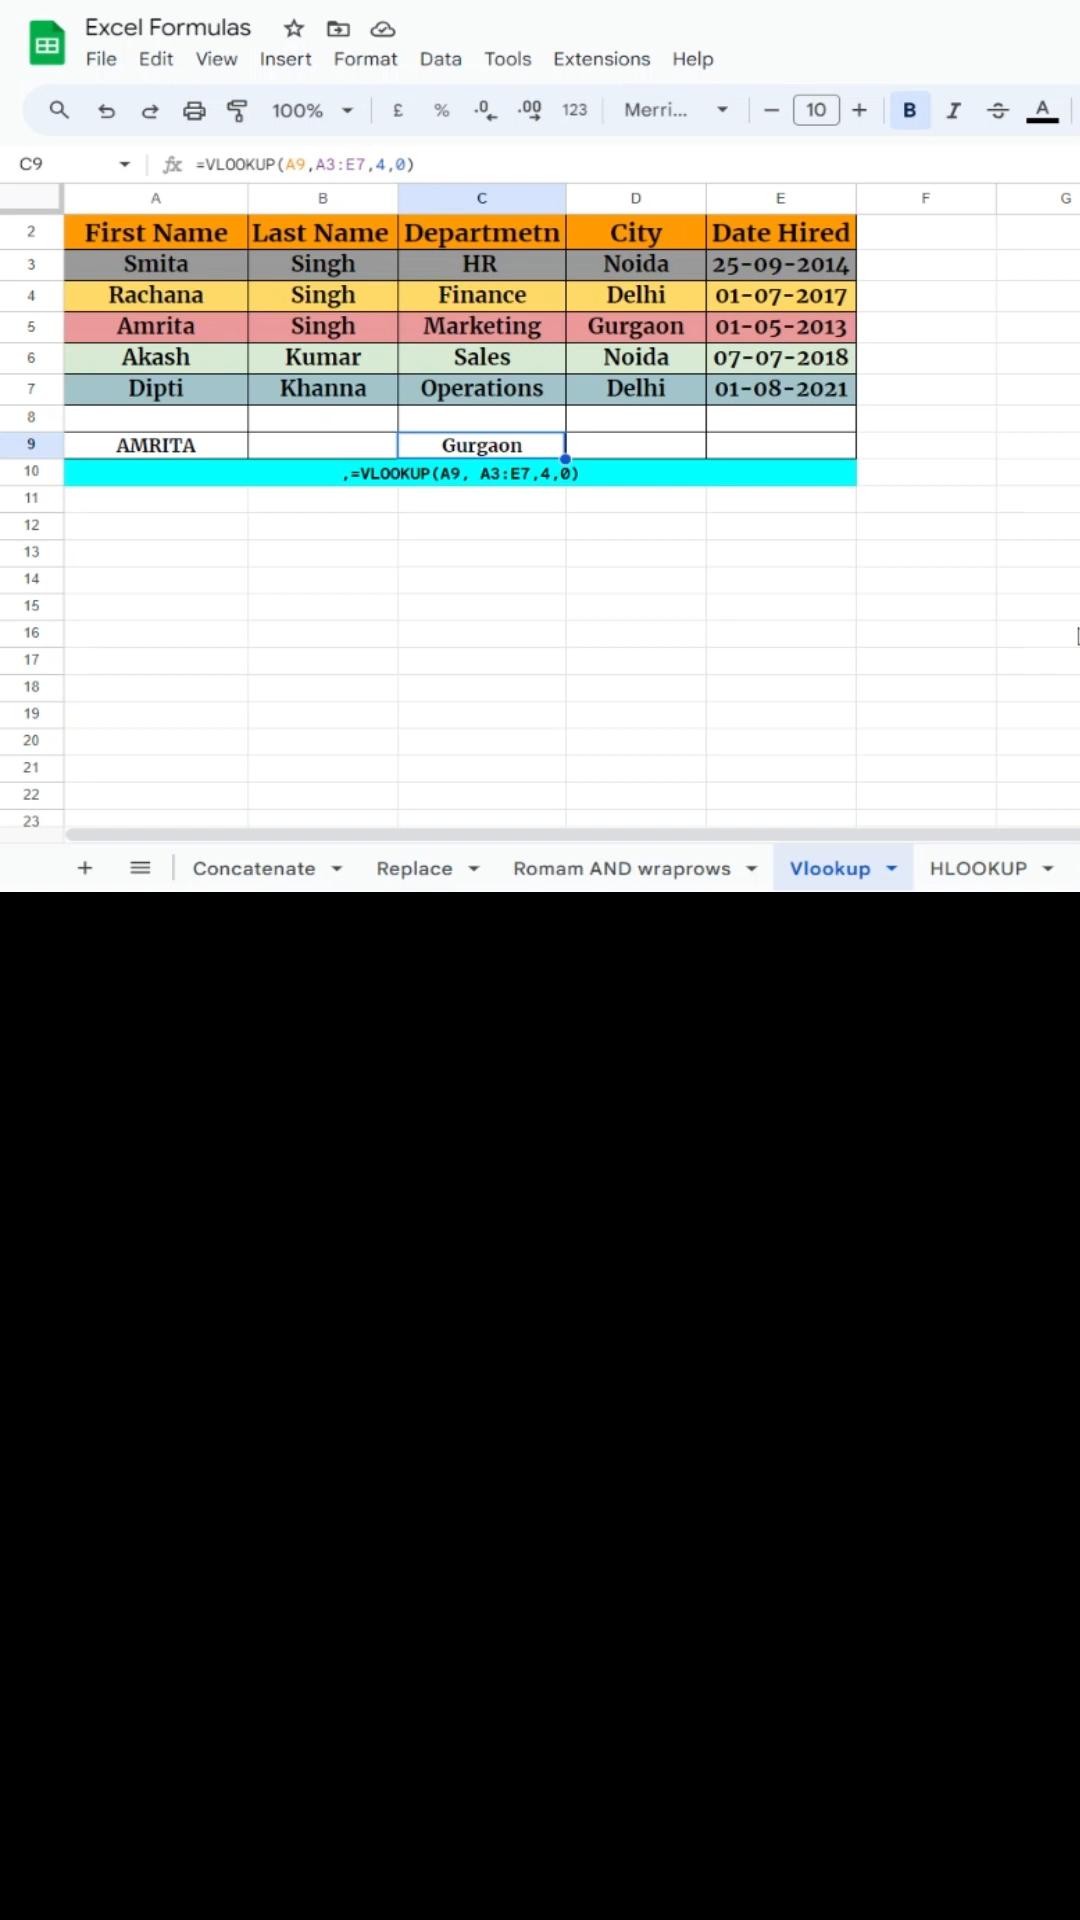 Excel Formulas
File Edit View Insert Format Data Tools Extensions Help
100% £ % .0 .00 123 Merri... − 10 + B I A
C9 fx =VLOOKUP(A9,A3:E7,4,0)
A B C D E F G
2 First Name Last Name Departmetn City Date Hired
3 Smita Singh HR Noida 25-09-2014
4 Rachana Singh Finance Delhi 01-07-2017
5 Amrita Singh Marketing Gurgaon 01-05-2013
6 Akash Kumar Sales Noida 07-07-2018
7 Dipti Khanna Operations Delhi 01-08-2021
8
9 AMRITA Gurgaon
10 ,=VLOOKUP(A9, A3:E7,4,0)
11
12
13
14
15
16
17
18
19
20
21
22
23
+ Concatenate Replace Romam AND wraprows Vlookup HLOOKUP